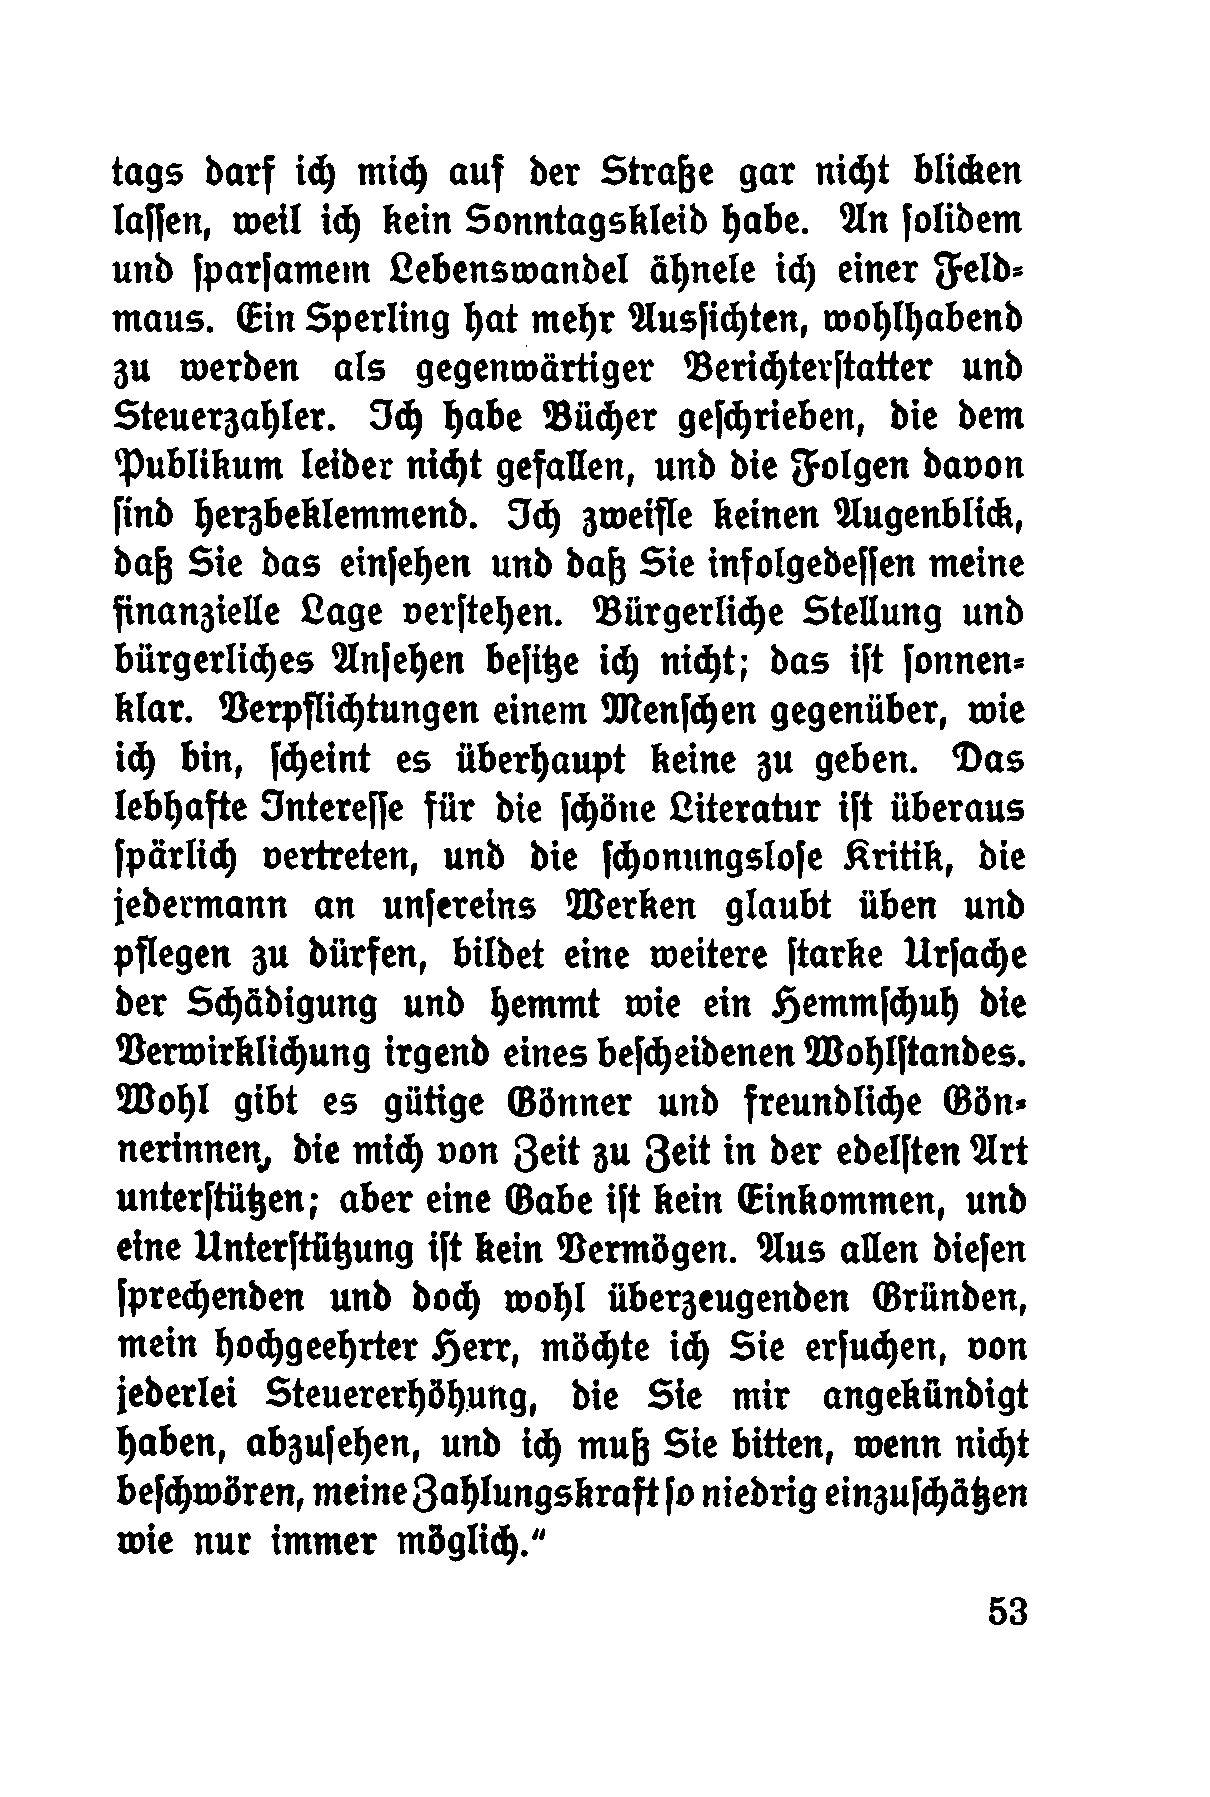 tags darf ich mich auf der Straße gar nicht blicken
laſſen, weil ich kein Sonntagskleid habe. An ſolidem
und ſparſamem Lebenswandel ähnele ich einer Feld⸗
maus. Ein Sperling hat mehr Ausſichten, wohlhabend
zu werden als gegenwärtiger Berichterſtatter und
Steuerzahler. Ich habe Bücher geſchrieben, die dem
Publikum leider nicht gefallen, und die Folgen davon
ſind herzbeklemmend. Ich zweifle keinen Augenblick,
daß Sie das einſehen und daß Sie infolgedeſſen meine
finanzielle Lage verſtehen. Bürgerliche Stellung und
bürgerliches Anſehen beſitze ich nicht; das iſt ſonnen⸗
klar. Verpflichtungen einem Menſchen gegenüber, wie
ich bin, ſcheint es überhaupt keine zu geben. Das
lebhafte Intereſſe für die ſchöne Literatur iſt überaus
ſpärlich vertreten, und die ſchonungsloſe Kritik, die
jedermann an unſereins Werken glaubt üben und
pflegen zu dürfen, bildet eine weitere ſtarke Urſache
der Schädigung und hemmt wie ein Hemmſchuh die
Verwirklichung irgend eines beſcheidenen Wohlſtandes.
Wohl gibt es gütige Gönner und freundliche Gön⸗
nerinnen, die mich von Zeit zu Zeit in der edelſten Art
unterſtützen; aber eine Gabe iſt kein Einkommen, und
eine Unterſtützung iſt kein Vermögen. Aus allen dieſen
ſprechenden und doch wohl überzeugenden Gründen,
mein hochgeehrter Herr, möchte ich Sie erſuchen, von
jederlei Steuererhöhung, die Sie mir angekündigt
haben, abzuſehen, und ich muß Sie bitten, wenn nicht
beſchwören, meine Zahlungskraft ſo niedrig einzuſchätzen
wie nur immer möglich.“
53